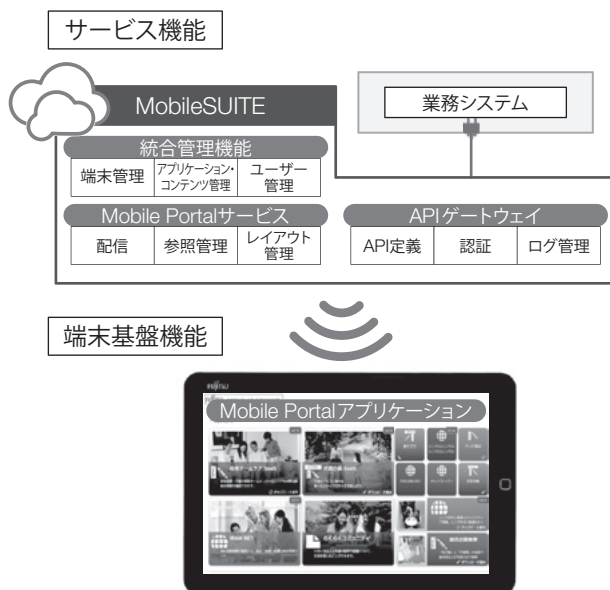 サービス機能
MobileSUITE
業務システム
統合管理機能
端末管理
アプリケーション・
コンテンツ管理
ユーザー
管理
Mobile Portalサービス
配信
参照管理
レイアウト
管理
APIゲートウェイ
API定義
認証
ログ管理
端末基盤機能
FUJITSU
Mobile Portalアプリケーション